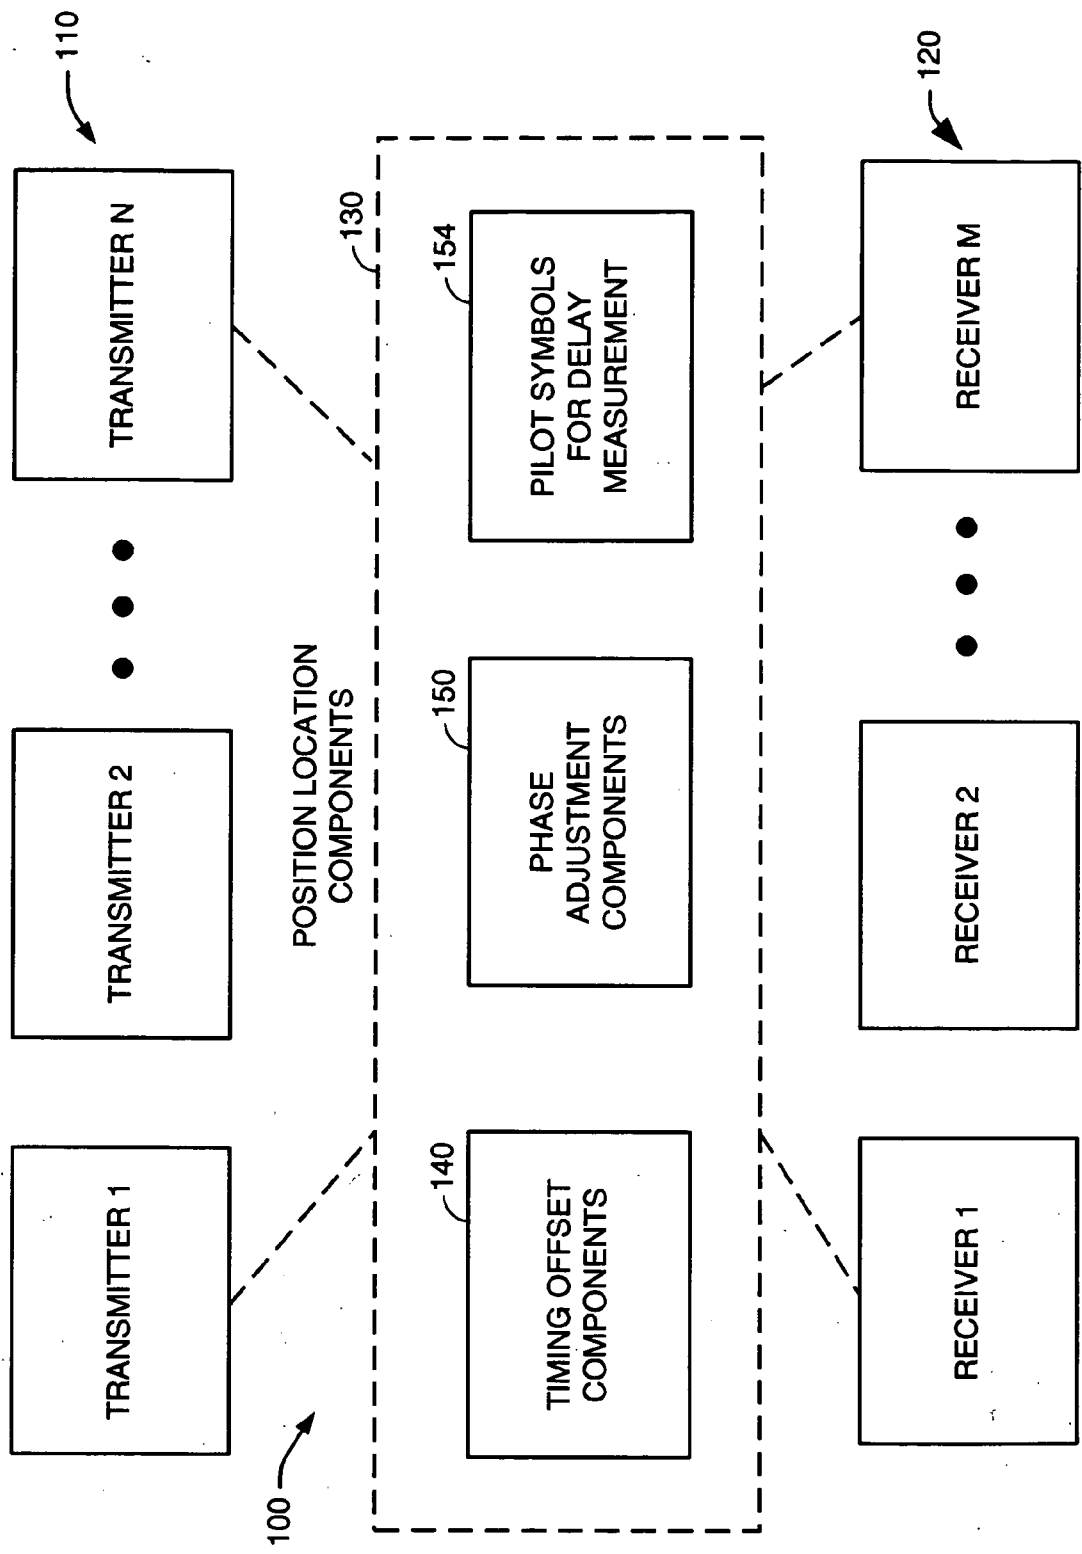 110
TRANSMITTER 1
TRANSMITTER 2
TRANSMITTER N
POSITION LOCATION
COMPONENTS
100
130
140
TIMING OFFSET
COMPONENTS
150
PHASE
ADJUSTMENT
COMPONENTS
154
PILOT SYMBOLS
FOR DELAY
MEASUREMENT
120
RECEIVER 1
RECEIVER 2
RECEIVER M